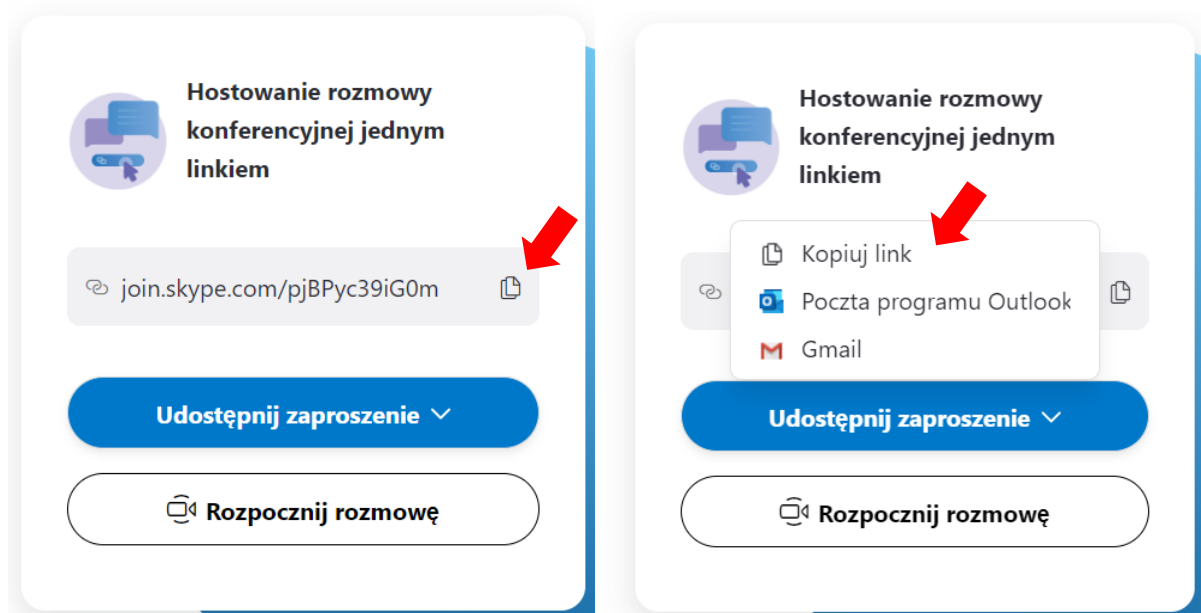 Hostowanie rozmowy
konferencyjnej jednym
linkiem
join.skype.com/pjBPyc39iG0m
Udostępnij zaproszenie
Rozpocznij rozmowę
Hostowanie rozmowy
konferencyjnej jednym
linkiem
Kopiuj link
Poczta programu Outlook
Gmail
Udostępnij zaproszenie
Rozpocznij rozmowę